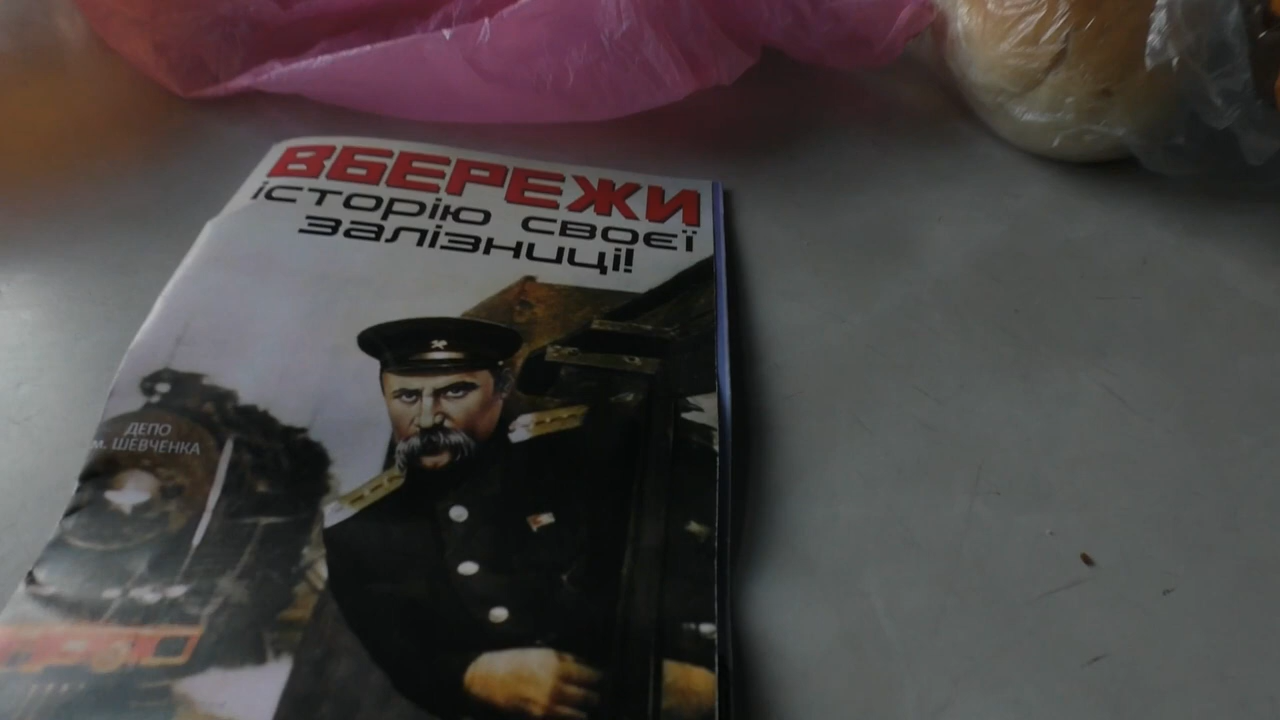 ВБЕРЕЖИ
історію своєї
залізниці!
ДЕПО
м. ШЕВЧЕНКА